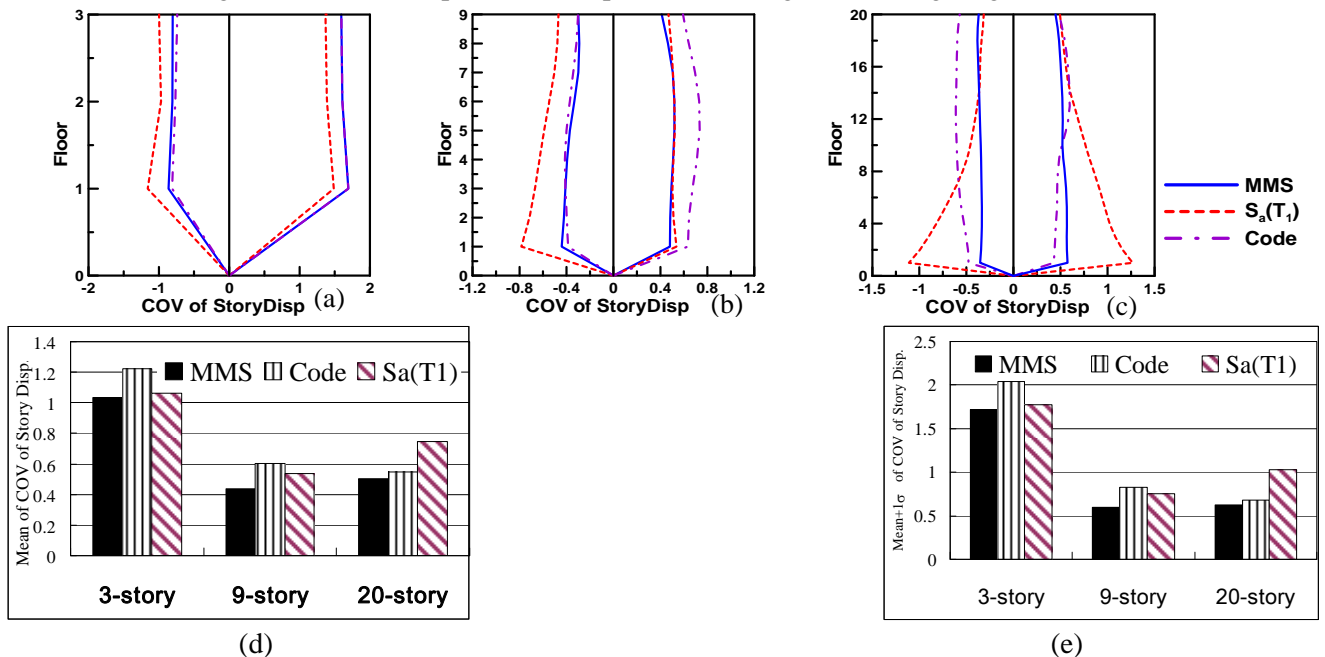 3
2
1
0
Floor
-2
-1
0
1
2
COV of StoryDisp
(a)
9
8
7
6
5
4
3
2
1
0
Floor
-1.2
-0.8
-0.4
0
0.4
0.8
1.2
COV of StoryDisp
(b)
20
16
12
8
4
0
Floor
-1.5
-1
-0.5
0
0.5
1
1.5
COV of StoryDisp
(c)
MMS
Sa(T1)
Code
1.4
1.2
1
0.8
0.6
0.4
0.2
0
Mean of COV of Story Disp.
MMS Code Sa(T1)
3-story 9-story 20-story
(d)
2.5
2
1.5
1
0.5
0
Mean+1σ of COV of Story Disp.
MMS Code Sa(T1)
3-story 9-story 20-story
(e)